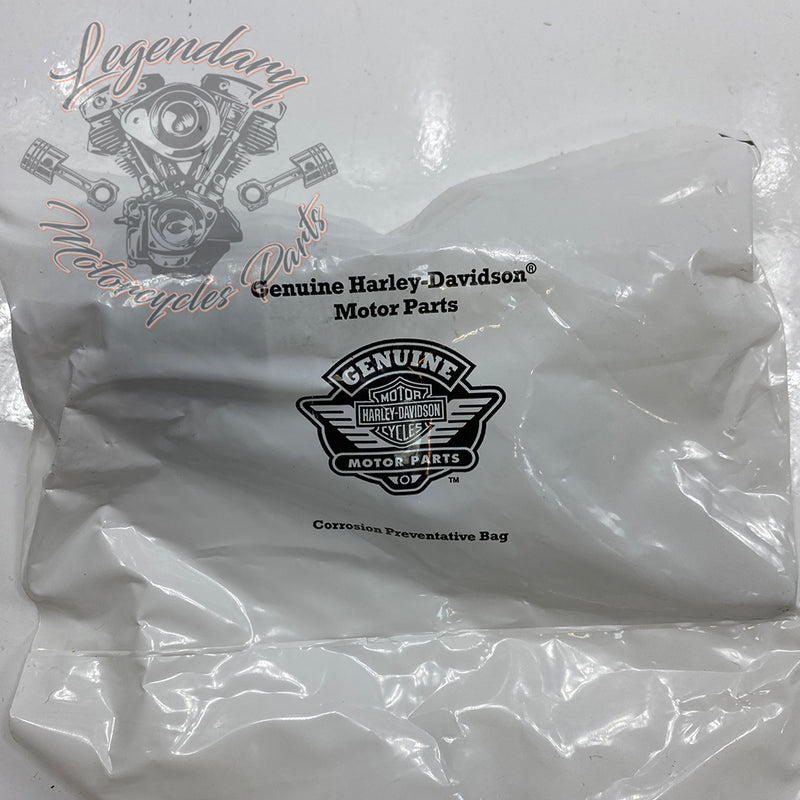 Legendary
Motorcycles Parts
Genuine Harley-Davidson®
Motor Parts
GENUINE
MOTOR
HARLEY-DAVIDSON
CYCLES
MOTOR PARTS
TM
Corrosion Preventative Bag